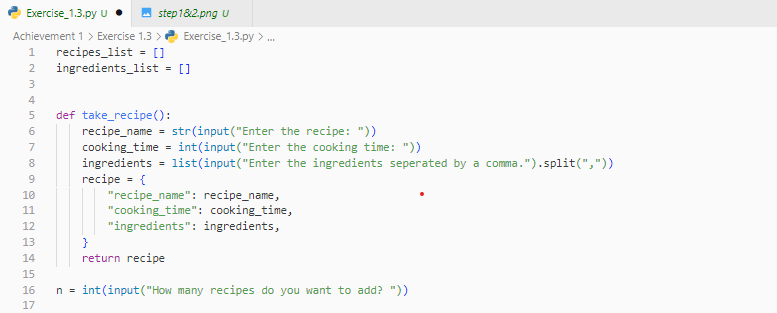 Exercise_1.3.py U ● step1&2.png U
Achievement 1 > Exercise 1.3 > Exercise_1.3.py > ...
1 recipes_list = []
2 ingredients_list = []
3
4
5 def take_recipe():
6     recipe_name = str(input("Enter the recipe: "))
7     cooking_time = int(input("Enter the cooking time: "))
8     ingredients = list(input("Enter the ingredients seperated by a comma.").split(","))
9     recipe = {
10         "recipe_name": recipe_name,
11         "cooking_time": cooking_time,
12         "ingredients": ingredients,
13     }
14     return recipe
15
16 n = int(input("How many recipes do you want to add? "))
17